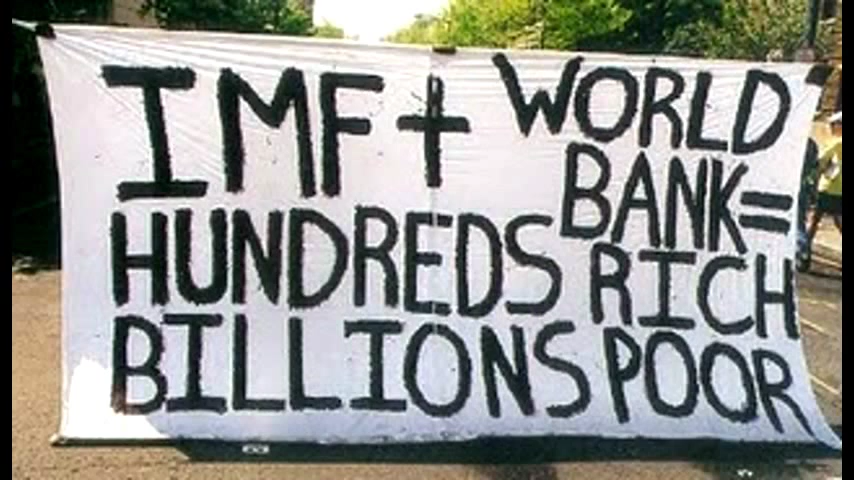 IMF + WORLD
BANK =
HUNDREDS RICH
BILLIONS POOR